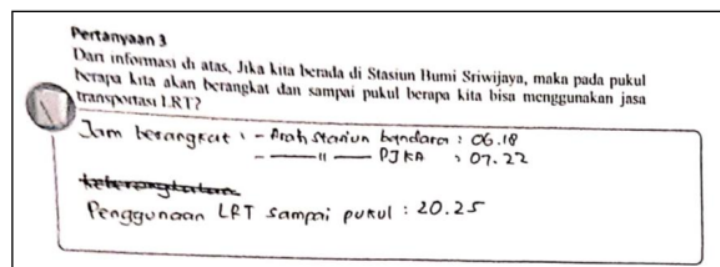 Pertanyaan 3
Dari informasi di atas, Jika kita berada di Stasiun Bumi Sriwijaya, maka pada pukul
berapa kita akan berangkat dan sampai pukul berapa kita bisa menggunakan jasa
transportasi LRT?
Jam berangkat : - Arah stasiun bandara : 06.18
- —— " —— PJKA : 07.22
keberangkatan
Penggunaan LRT sampai pukul : 20.25